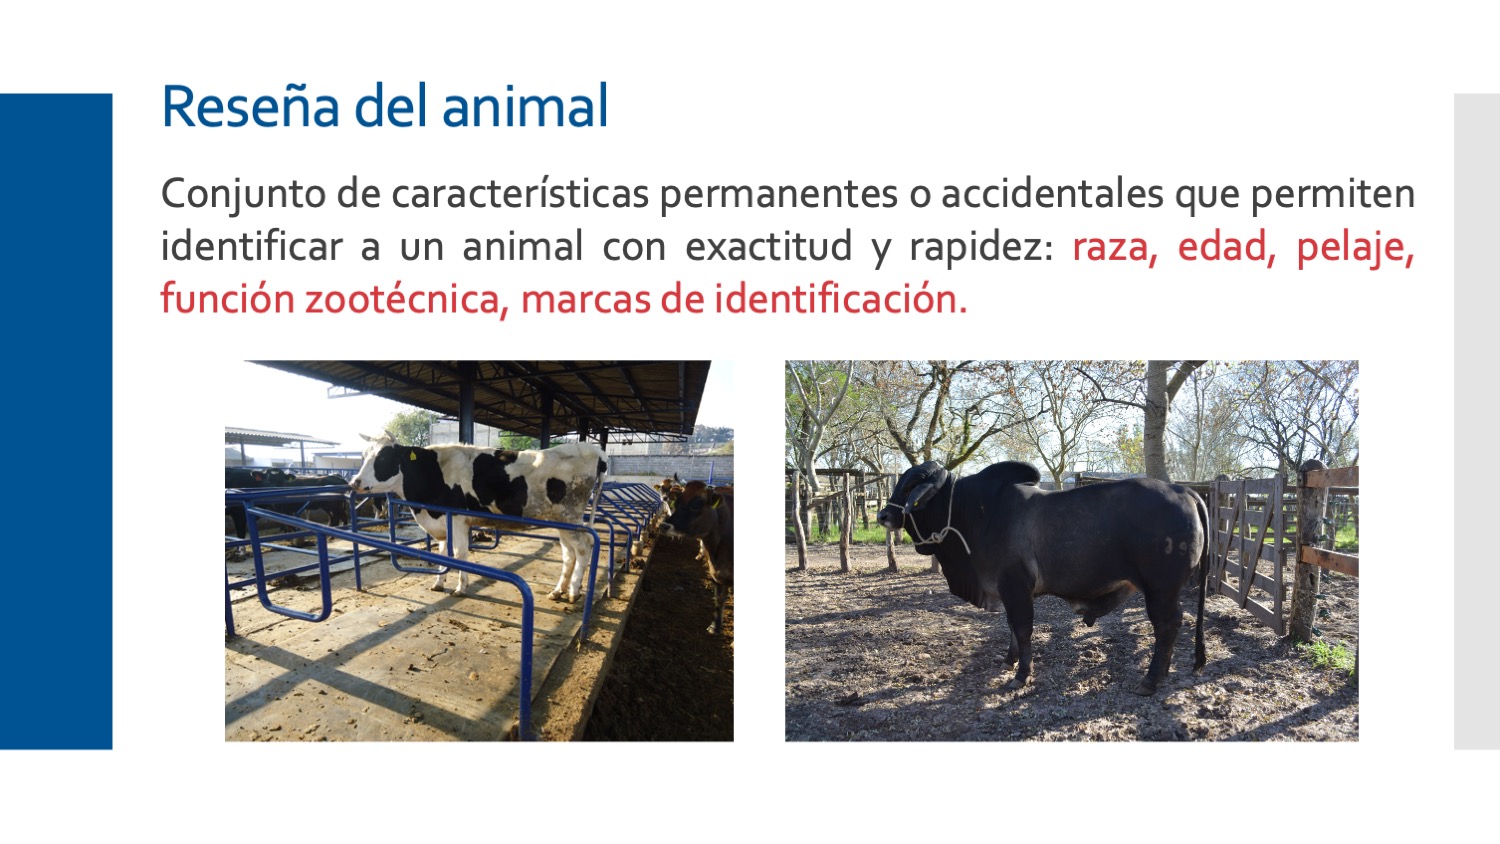 Reseña del animal
Conjunto de características permanentes o accidentales que permiten
identificar a un animal con exactitud y rapidez: raza, edad, pelaje,
función zootécnica, marcas de identificación.